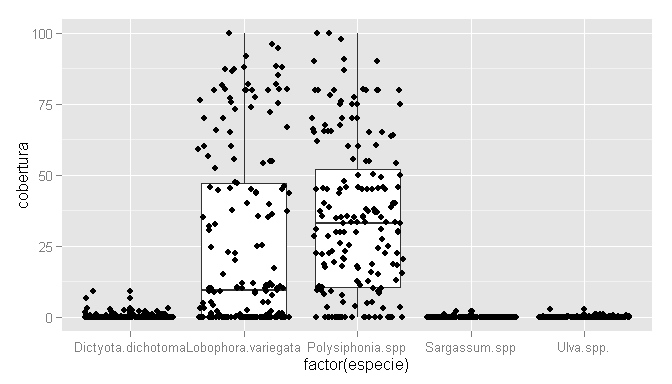 100
75
50
25
0
cobertura
Dictyota.dichotoma Lobophora.variegata Polysiphonia.spp Sargassum.spp Ulva.spp.
factor(especie)